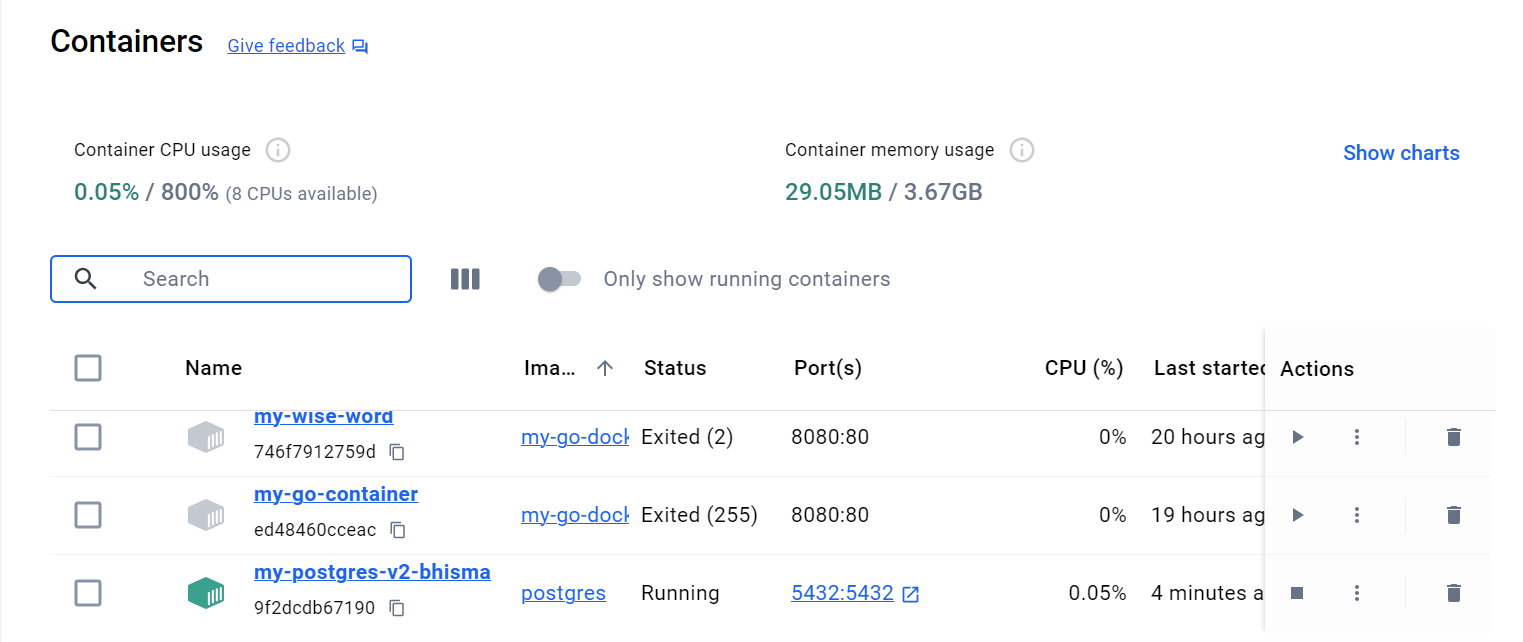 Containers Give feedback
Container CPU usage
0.05% / 800% (8 CPUs available)
Container memory usage
29.05MB / 3.67GB
Show charts
Search
Only show running containers
Name Ima... Status Port(s) CPU (%) Last started Actions
my-wise-word
746f7912759d
my-go-dock Exited (2) 8080:80 0% 20 hours ag
my-go-container
ed48460cceac
my-go-dock Exited (255) 8080:80 0% 19 hours ag
my-postgres-v2-bhisma
9f2dcdb67190
postgres Running 5432:5432 0.05% 4 minutes a